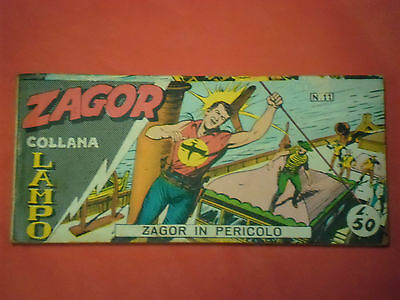 ZAGOR
COLLANA
LAMPO
N. 11
L. 50
ZAGOR IN PERICOLO